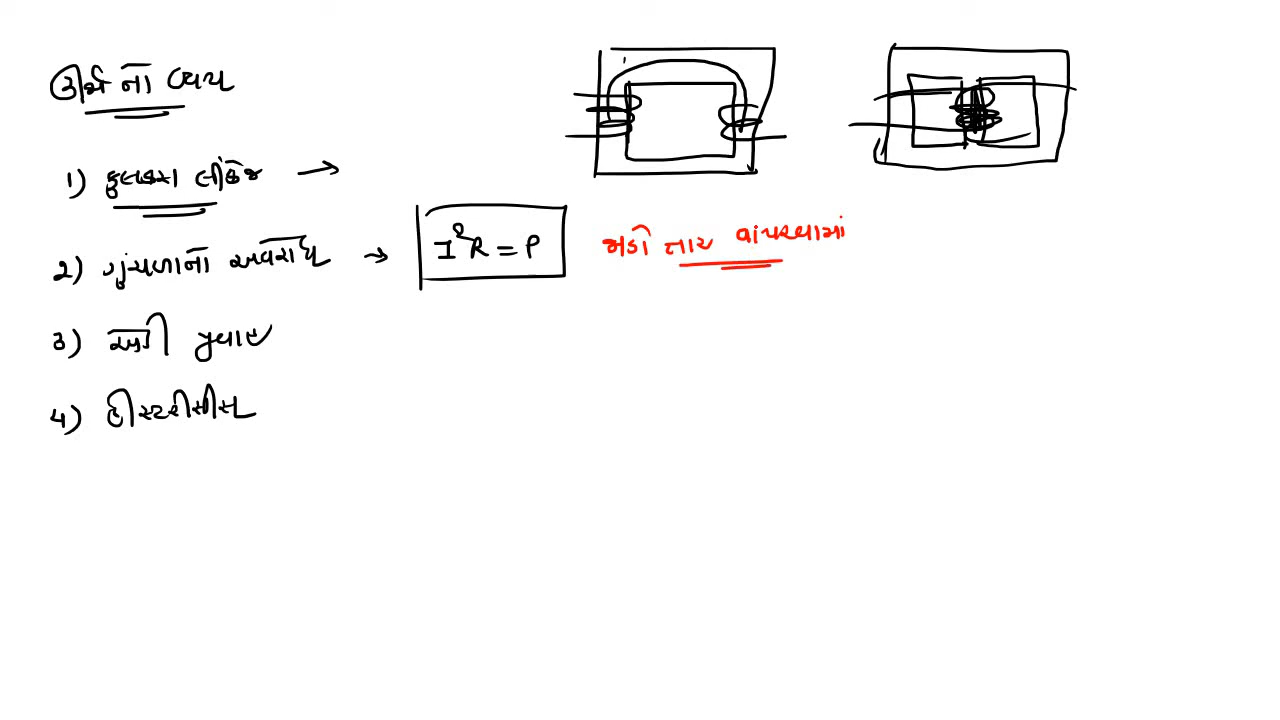 ઊર્જાનો વ્યય
1) ફ્લક્સ લીકેજ →
2) ગૂંચળાનો અવરોધ → I²R = P જાડો તાર વાપરવામાં
3) એડી પ્રવાહ
4) હીસ્ટરીસીસ